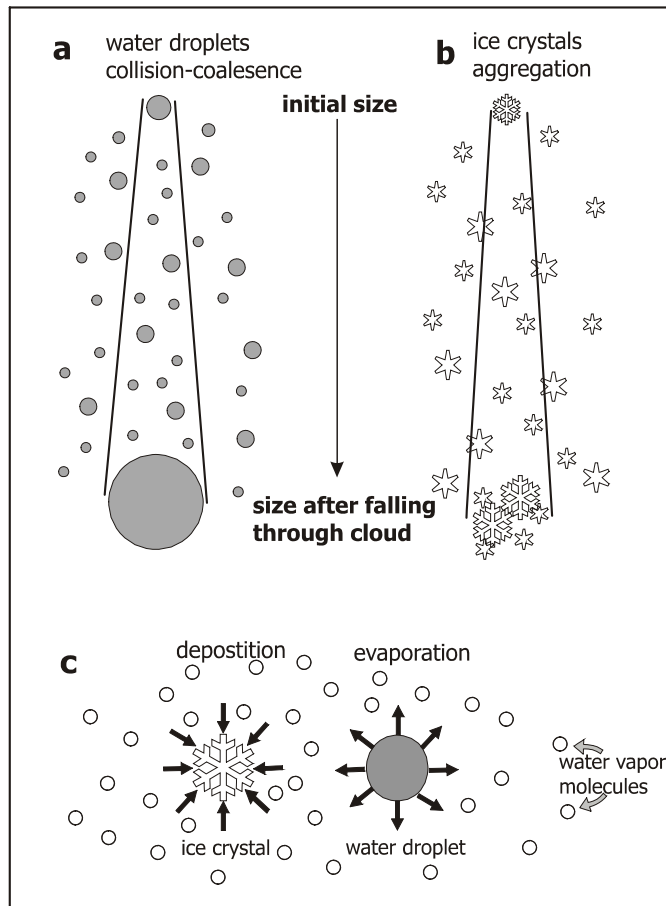 a
water droplets
collision-coalesence
b
ice crystals
aggregation
initial size
size after falling
through cloud
c
depostition
evaporation
water vapor
molecules
ice crystal
water droplet